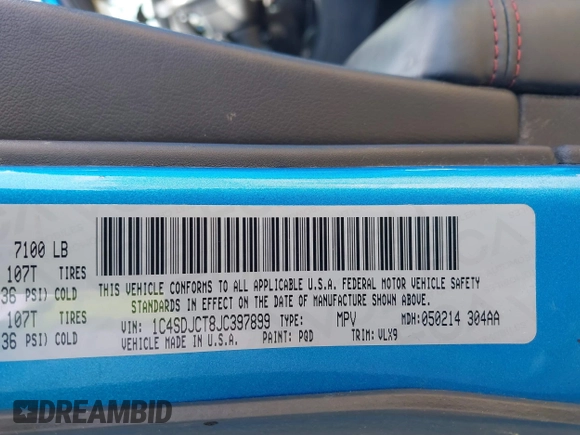 7100 LB
107T TIRES
36 PSI) COLD
107T TIRES
36 PSI) COLD
THIS VEHICLE CONFORMS TO ALL APPLICABLE U.S.A. FEDERAL MOTOR VEHICLE SAFETY
STANDARDS IN EFFECT ON THE DATE OF MANUFACTURE SHOWN ABOVE.
VIN: 1C4SDJCT8JC397899 TYPE: MPV MDH:050214 304AA
VEHICLE MADE IN U.S.A. PAINT: PQD TRIM: VLX9
DREAMBID